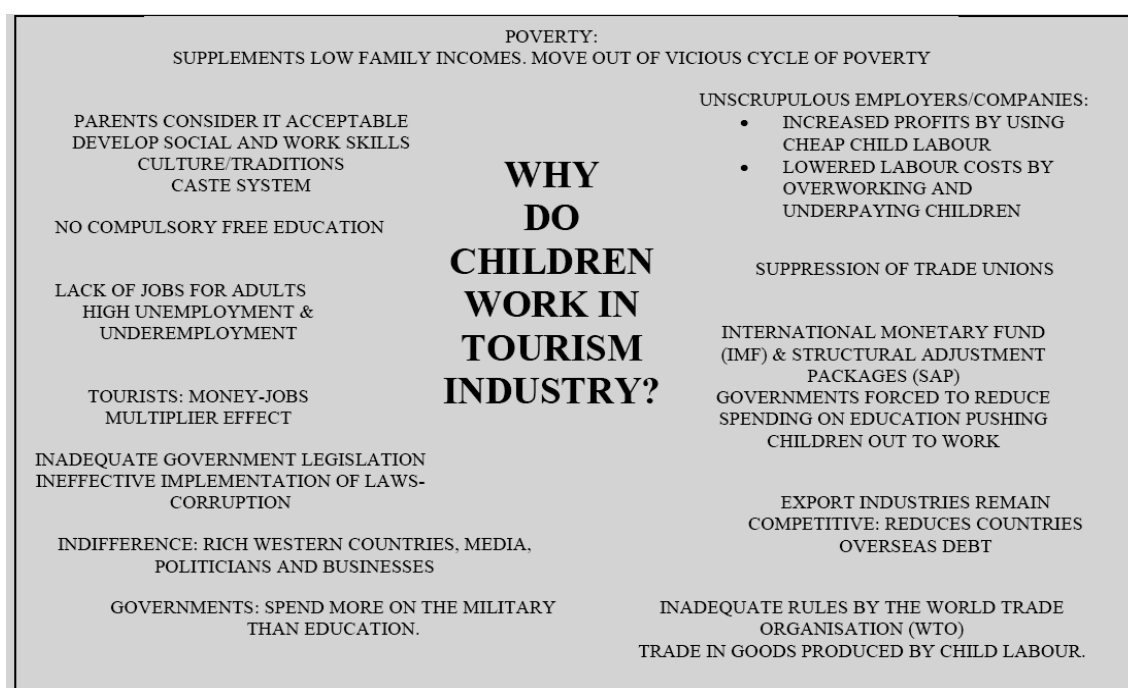 POVERTY:
SUPPLEMENTS LOW FAMILY INCOMES. MOVE OUT OF VICIOUS CYCLE OF POVERTY
PARENTS CONSIDER IT ACCEPTABLE
DEVELOP SOCIAL AND WORK SKILLS
CULTURE/TRADITIONS
CASTE SYSTEM
NO COMPULSORY FREE EDUCATION
LACK OF JOBS FOR ADULTS
HIGH UNEMPLOYMENT &
UNDEREMPLOYMENT
TOURISTS: MONEY-JOBS
MULTIPLIER EFFECT
INADEQUATE GOVERNMENT LEGISLATION
INEFFECTIVE IMPLEMENTATION OF LAWS-
CORRUPTION
INDIFFERENCE: RICH WESTERN COUNTRIES, MEDIA,
POLITICIANS AND BUSINESSES
GOVERNMENTS: SPEND MORE ON THE MILITARY
THAN EDUCATION.
WHY
DO
CHILDREN
WORK IN
TOURISM
INDUSTRY?
UNSCRUPULOUS EMPLOYERS/COMPANIES:
• INCREASED PROFITS BY USING
CHEAP CHILD LABOUR
• LOWERED LABOUR COSTS BY
OVERWORKING AND
UNDERPAYING CHILDREN
SUPPRESSION OF TRADE UNIONS
INTERNATIONAL MONETARY FUND
(IMF) & STRUCTURAL ADJUSTMENT
PACKAGES (SAP)
GOVERNMENTS FORCED TO REDUCE
SPENDING ON EDUCATION PUSHING
CHILDREN OUT TO WORK
EXPORT INDUSTRIES REMAIN
COMPETITIVE: REDUCES COUNTRIES
OVERSEAS DEBT
INADEQUATE RULES BY THE WORLD TRADE
ORGANISATION (WTO)
TRADE IN GOODS PRODUCED BY CHILD LABOUR.